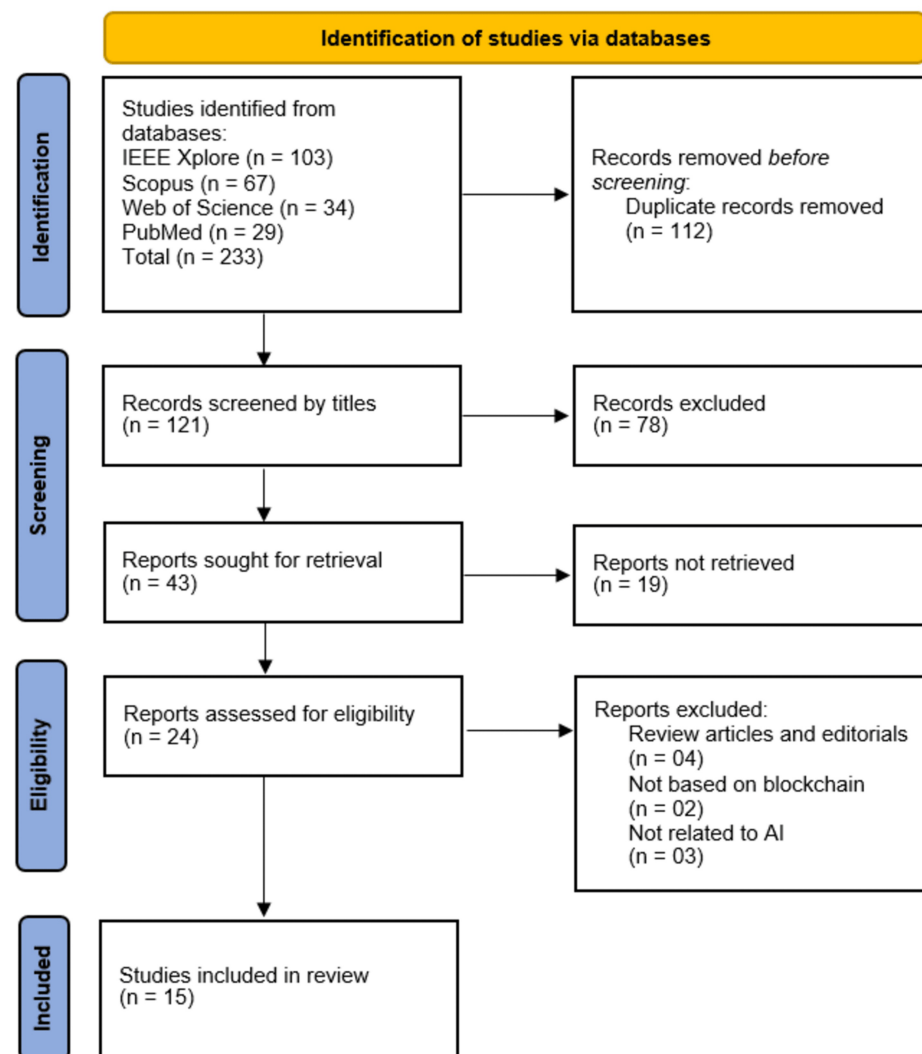 Identification of studies via databases
Identification
Studies identified from
databases:
IEEE Xplore (n = 103)
Scopus (n = 67)
Web of Science (n = 34)
PubMed (n = 29)
Total (n = 233)
Records removed before
screening:
Duplicate records removed
(n = 112)
Screening
Records screened by titles
(n = 121)
Records excluded
(n = 78)
Reports sought for retrieval
(n = 43)
Reports not retrieved
(n = 19)
Eligibility
Reports assessed for eligibility
(n = 24)
Reports excluded:
Review articles and editorials
(n = 04)
Not based on blockchain
(n = 02)
Not related to AI
(n = 03)
Included
Studies included in review
(n = 15)